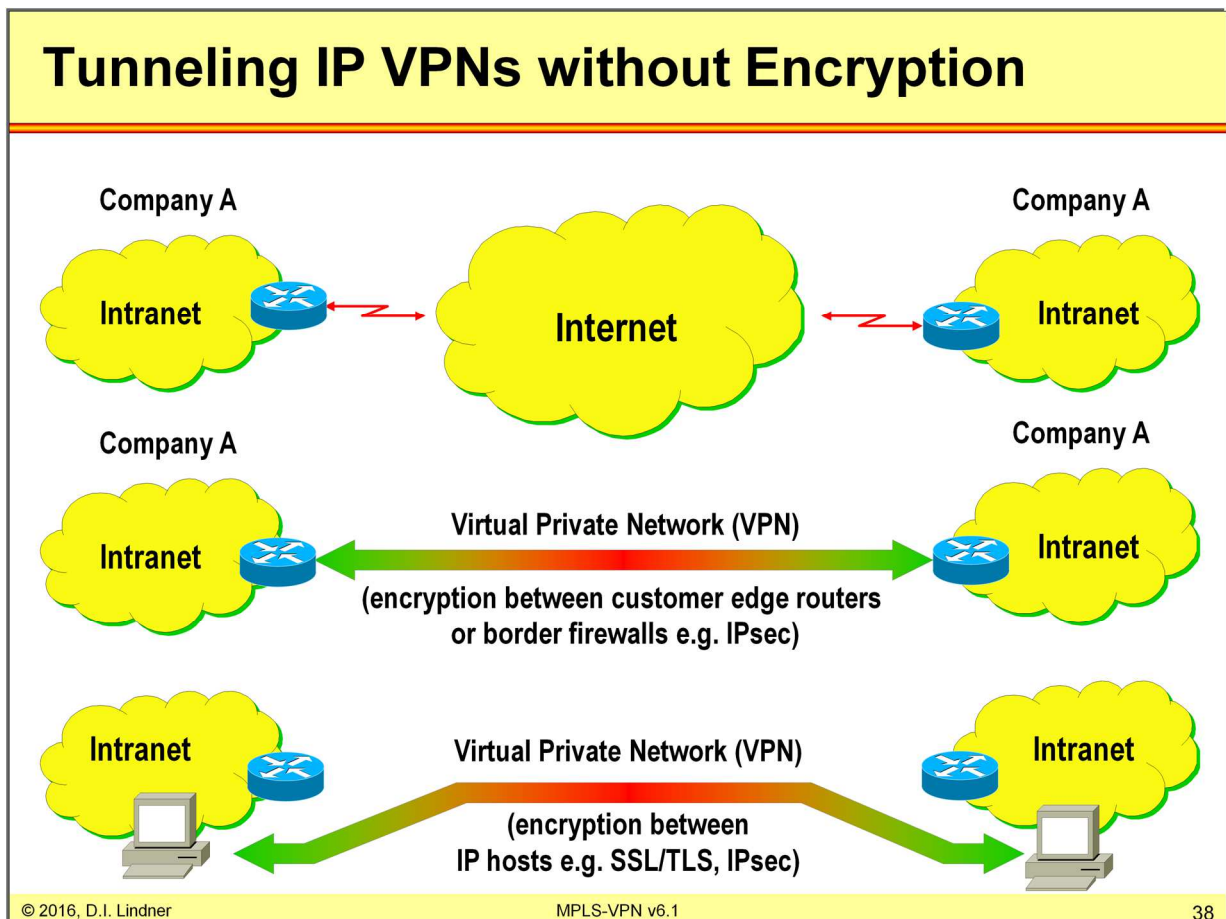 Tunneling IP VPNs without Encryption
Company A
Company A
Intranet
Internet
Intranet
Company A
Company A
Intranet
Virtual Private Network (VPN)
Intranet
(encryption between customer edge routers
or border firewalls e.g. IPsec)
Intranet
Virtual Private Network (VPN)
Intranet
(encryption between
IP hosts e.g. SSL/TLS, IPsec)
© 2016, D.I. Lindner
MPLS-VPN v6.1
38